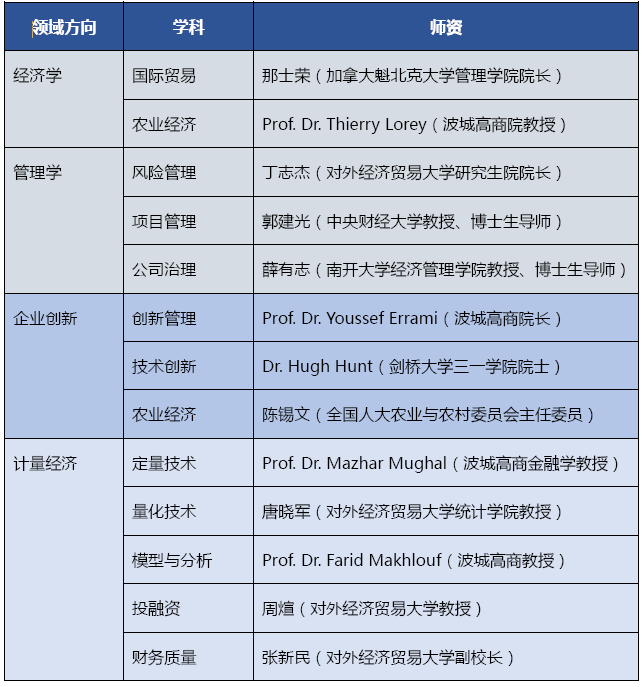 领域方向 学科 师资
经济学 国际贸易 那士荣（加拿大魁北克大学管理学院院长）
农业经济 Prof. Dr. Thierry Lorey（波城高商院教授）
管理学 风险管理 丁志杰（对外经济贸易大学研究生院院长）
项目管理 郭建光（中央财经大学教授、博士生导师）
公司治理 薛有志（南开大学经济管理学院教授、博士生导师）
企业创新 创新管理 Prof. Dr. Youssef Errami（波城高商院长）
技术创新 Dr. Hugh Hunt（剑桥大学三一学院院士）
农业经济 陈锡文（全国人大农业与农村委员会主任委员）
计量经济 定量技术 Prof. Dr. Mazhar Mughal（波城高商金融学教授）
量化技术 唐晓军（对外经济贸易大学统计学院教授）
模型与分析 Prof. Dr. Farid Makhlouf（波城高商教授）
投融资 周煊（对外经济贸易大学教授）
财务质量 张新民（对外经济贸易大学副校长）